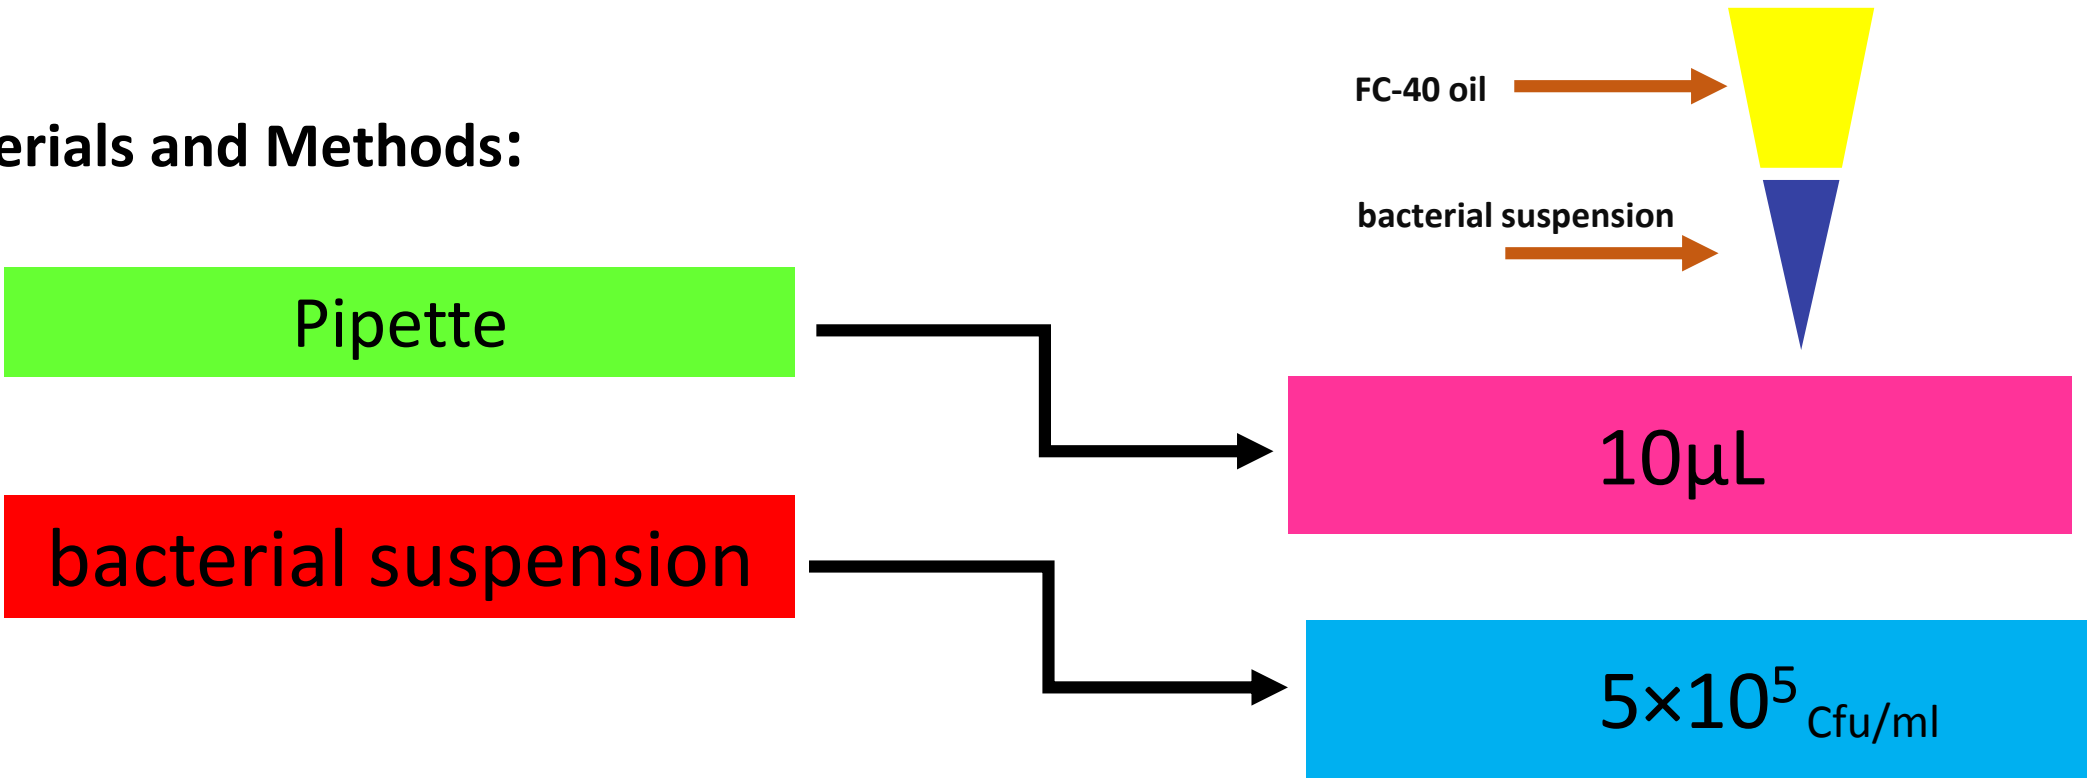 FC-40 oil
erials and Methods:
bacterial suspension
Pipette
10µL
bacterial suspension
5×10⁵ Cfu/ml